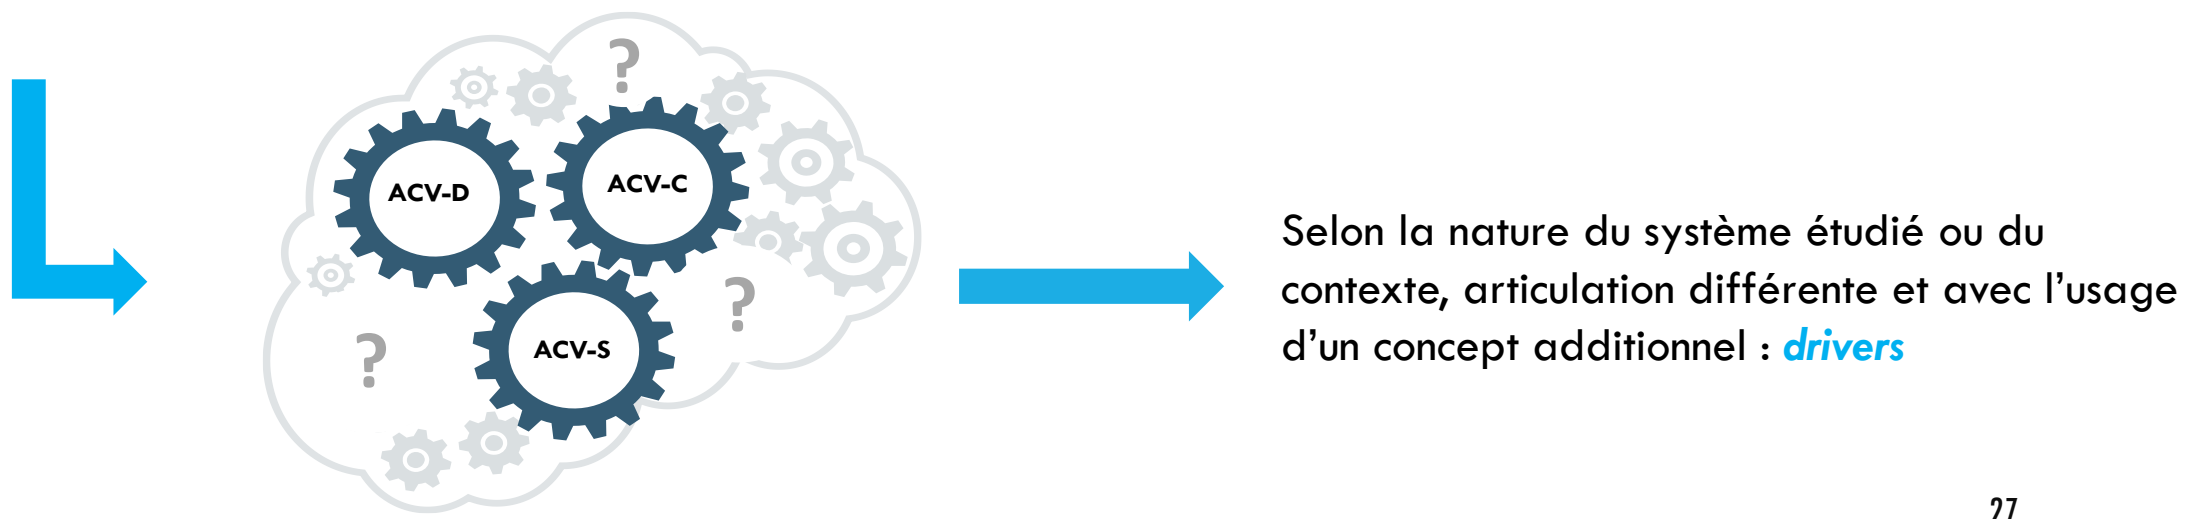 ?
ACV-D
ACV-C
?
?
ACV-S
Selon la nature du système étudié ou du
contexte, articulation différente et avec l’usage
d’un concept additionnel : drivers
27